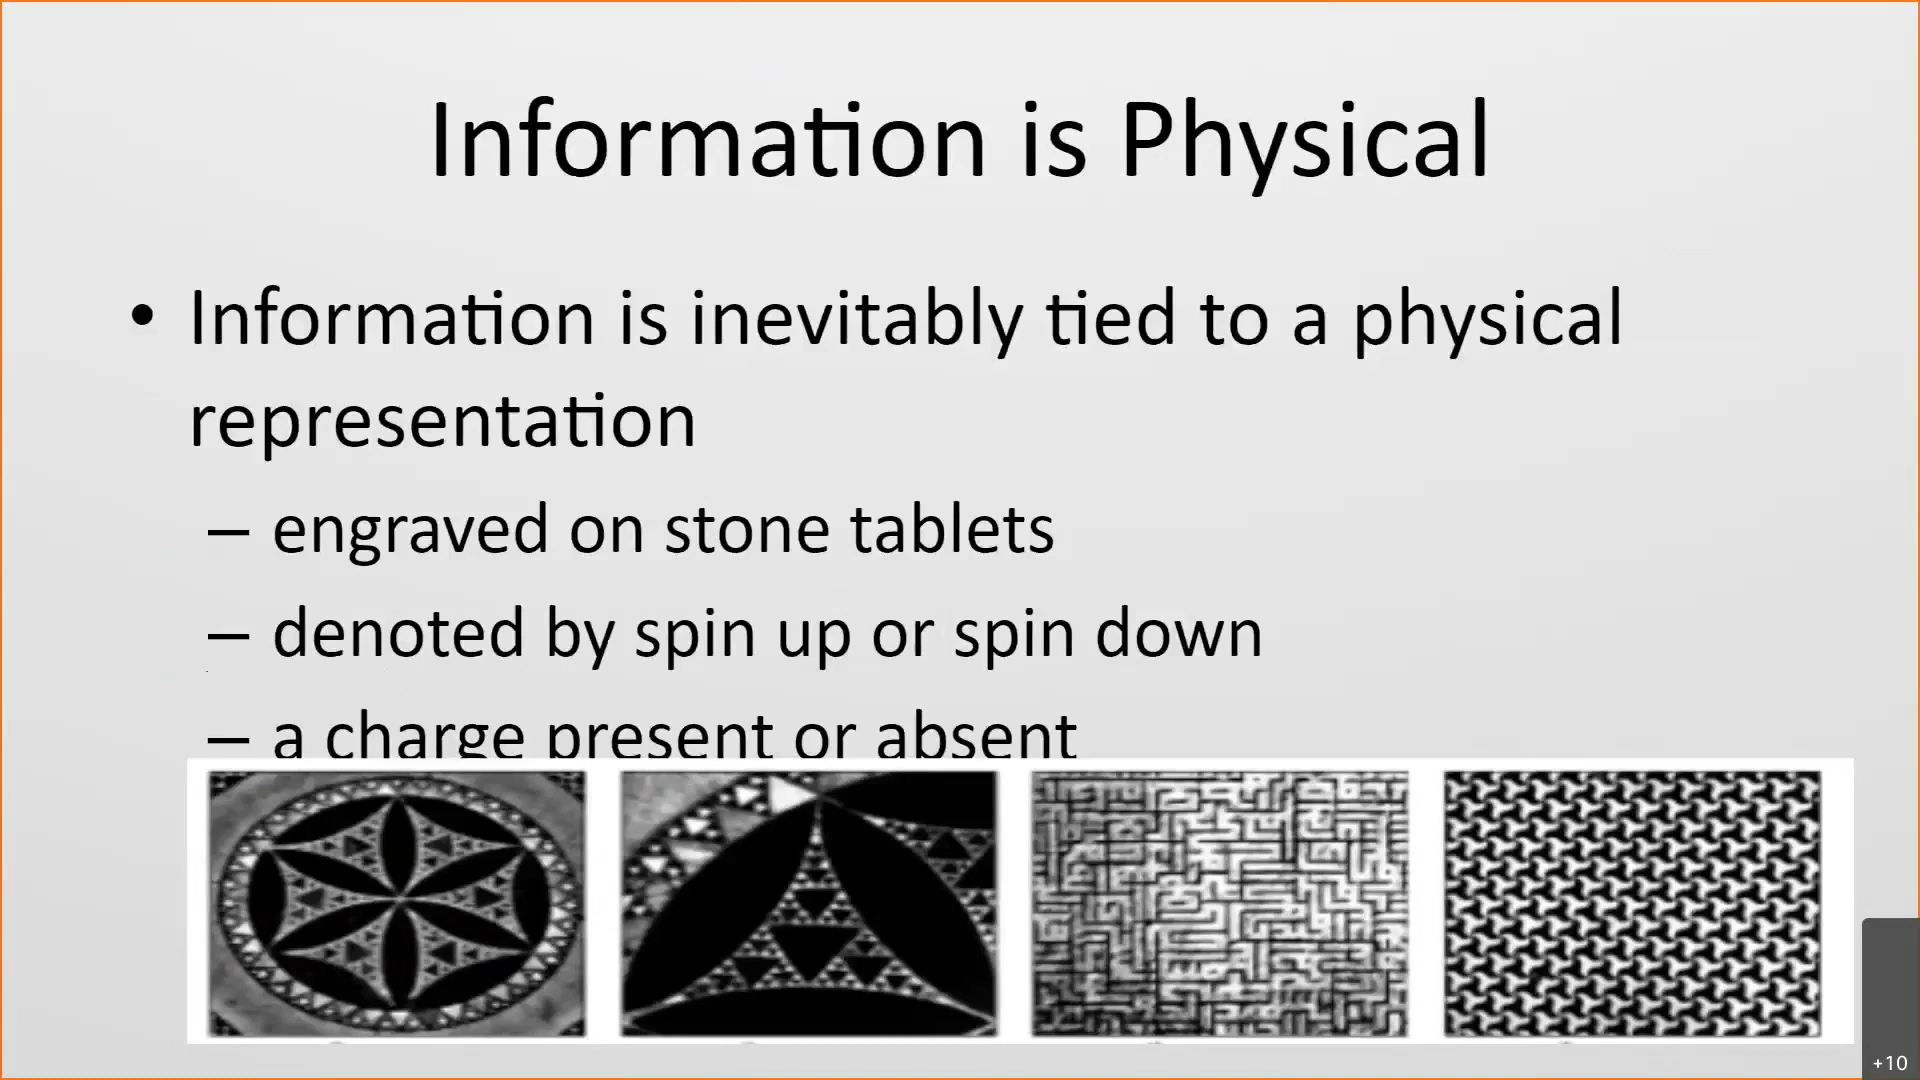 Information is Physical
• Information is inevitably tied to a physical
representation
– engraved on stone tablets
– denoted by spin up or spin down
– a charge present or absent
+10